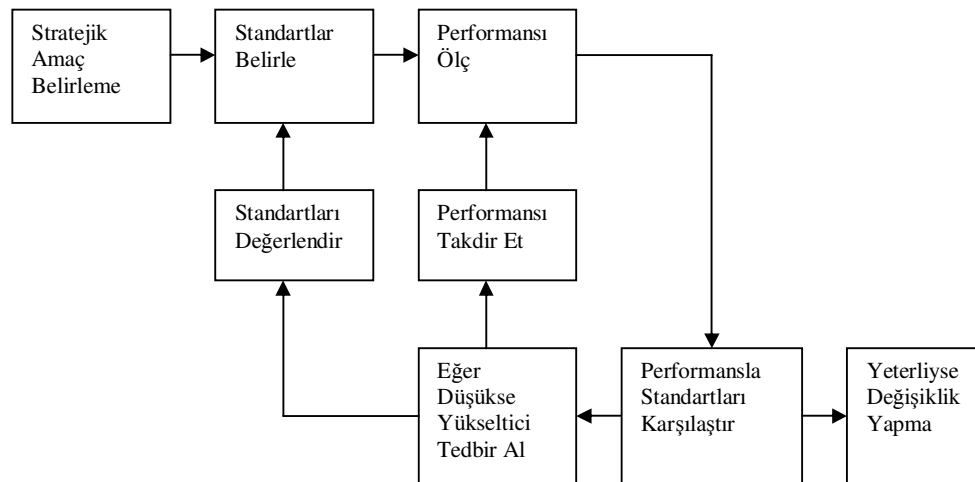 Stratejik
Amaç
Belirleme
Standartlar
Belirle
Performansı
Ölç
Standartları
Değerlendir
Performansı
Takdir Et
Eğer
Düşükse
Yükseltici
Tedbir Al
Performansla
Standartları
Karşılaştır
Yeterliyse
Değişiklik
Yapma